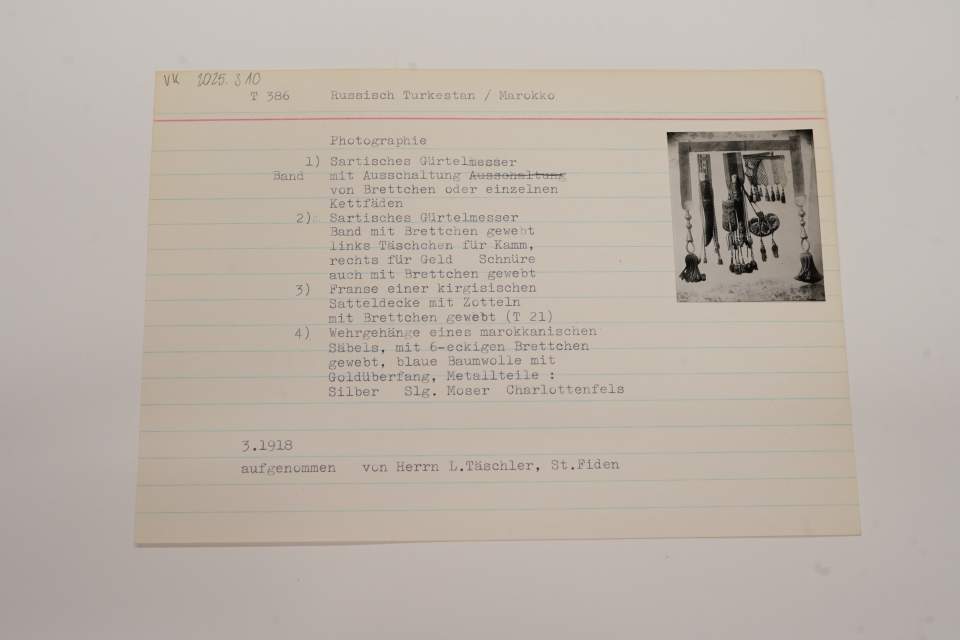 VK 2025.310
T 386 Russisch Turkestan / Marokko
Photographie
1) Sartisches Gürtelmesser
Band mit Ausschaltung Ausschaltung
von Brettchen oder einzelnen
Kettfäden
2) Sartisches Gürtelmesser
Band mit Brettchen gewebt
links Täschchen für Kamm,
rechts für Geld Schnüre
auch mit Brettchen gewebt
3) Franse einer kirgisischen
Satteldecke mit Zotteln
mit Brettchen gewebt (T 21)
4) Wehrgehänge eines marokkanischen
Säbels, mit 6-eckigen Brettchen
gewebt, blaue Baumwolle mit
Goldüberfang, Metallteile :
Silber Slg. Moser Charlottenfels
3.1918
aufgenommen von Herrn L.Täschler, St.Fiden